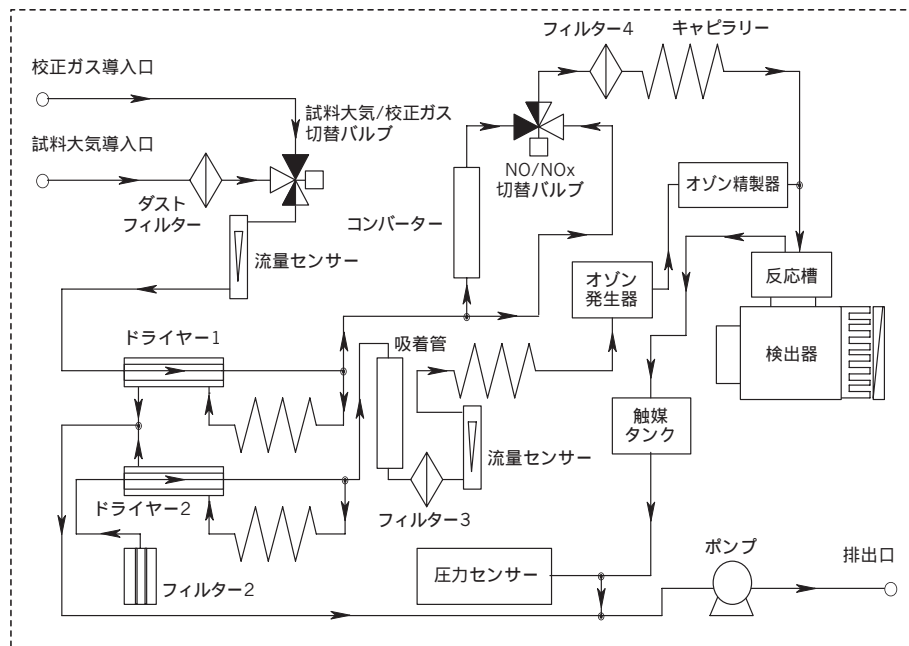 フィルター4
キャピラリー
校正ガス導入口
試料大気/校正ガス
切替バルブ
試料大気導入口
NO/NOx
切替バルブ
オゾン精製器
ダスト
フィルター
コンバーター
流量センサー
オゾン
発生器
反応槽
ドライヤー1
吸着管
検出器
触媒
タンク
流量センサー
ドライヤー2
フィルター3
ポンプ
排出口
圧力センサー
フィルター2